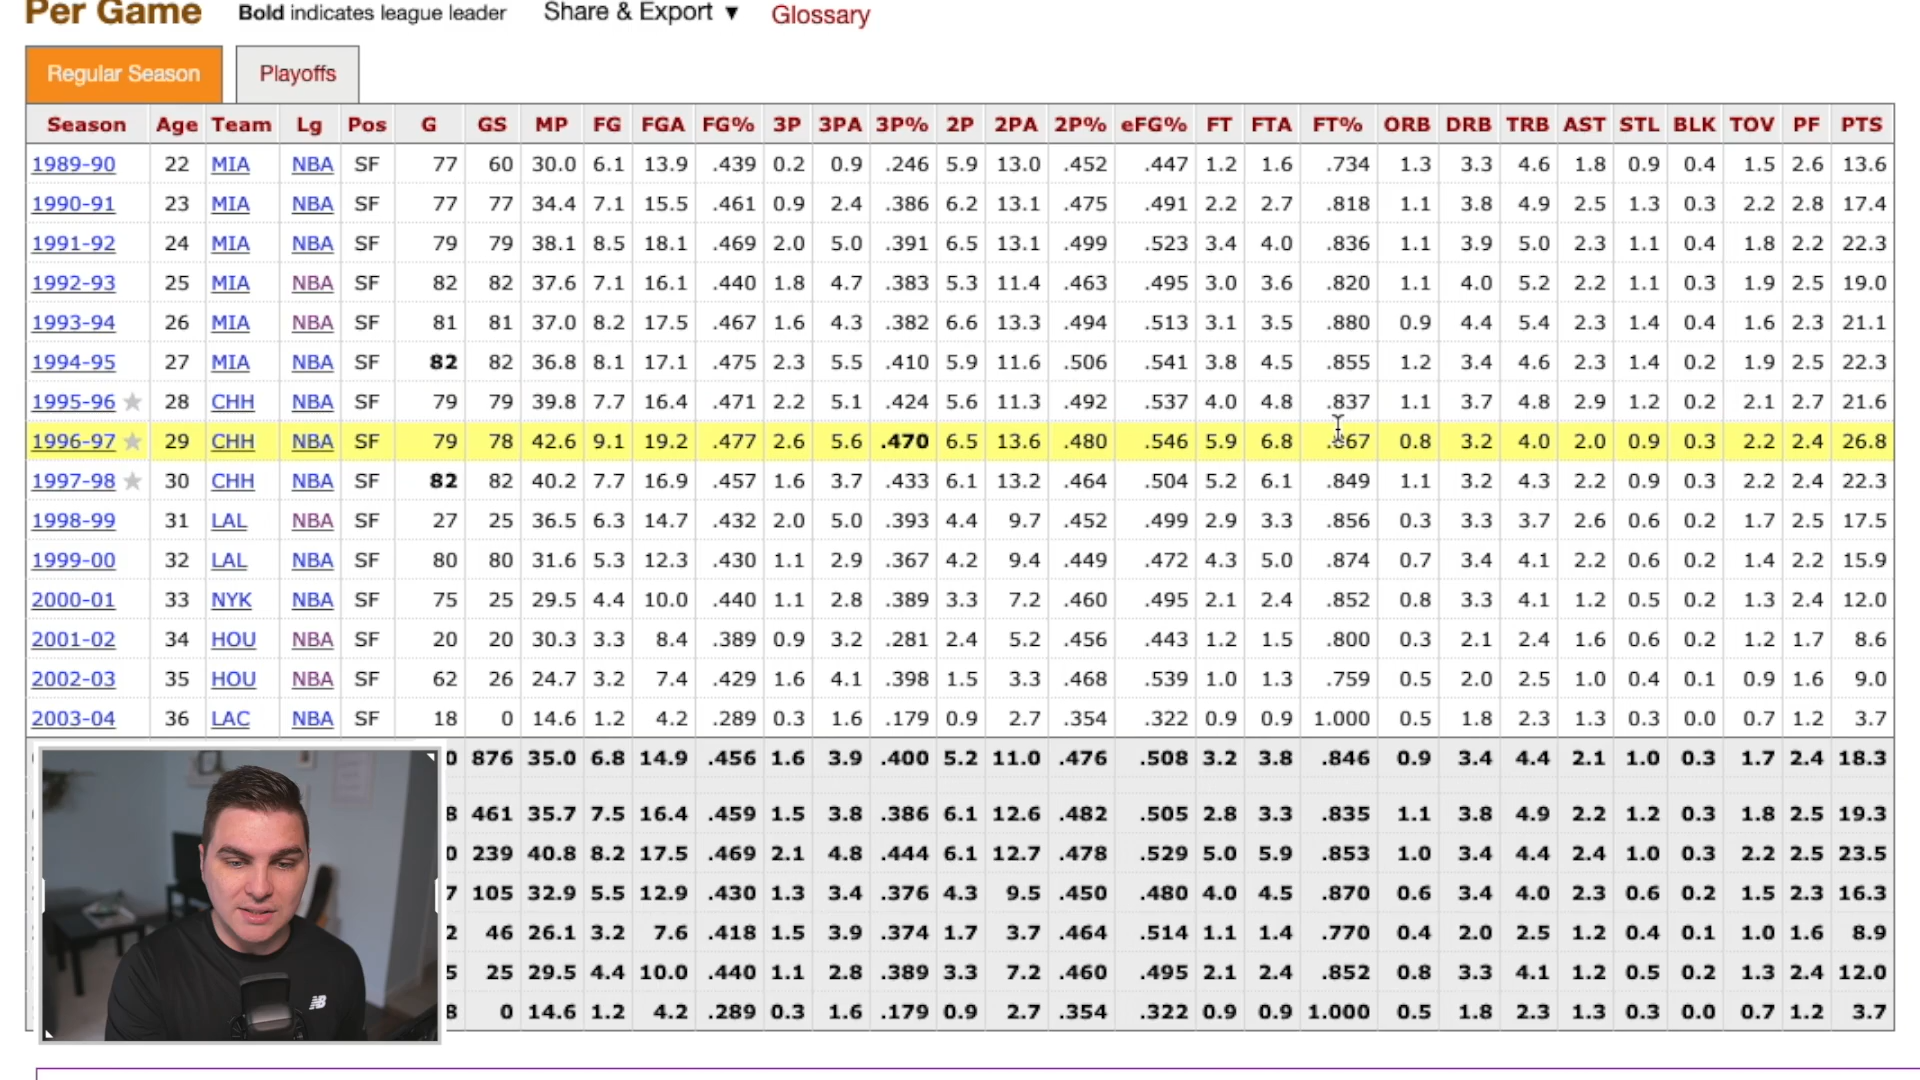 Per Game Bold indicates league leader Share & Export ▼ Glossary
Regular Season Playoffs
Season Age Team Lg Pos G GS MP FG FGA FG% 3P 3PA 3P% 2P 2PA 2P% eFG% FT FTA FT% ORB DRB TRB AST STL BLK TOV PF PTS
1989-90 22 MIA NBA SF 77 60 30.0 6.1 13.9 .439 0.2 0.9 .246 5.9 13.0 .452 .447 1.2 1.6 .734 1.3 3.3 4.6 1.8 0.9 0.4 1.5 2.6 13.6
1990-91 23 MIA NBA SF 77 77 34.4 7.1 15.5 .461 0.9 2.4 .386 6.2 13.1 .475 .491 2.2 2.7 .818 1.1 3.8 4.9 2.5 1.3 0.3 2.2 2.8 17.4
1991-92 24 MIA NBA SF 79 79 38.1 8.5 18.1 .469 2.0 5.0 .391 6.5 13.1 .499 .523 3.4 4.0 .836 1.1 3.9 5.0 2.3 1.1 0.4 1.8 2.2 22.3
1992-93 25 MIA NBA SF 82 82 37.6 7.1 16.1 .440 1.8 4.7 .383 5.3 11.4 .463 .495 3.0 3.6 .820 1.1 4.0 5.2 2.2 1.1 0.3 1.9 2.5 19.0
1993-94 26 MIA NBA SF 81 81 37.0 8.2 17.5 .467 1.6 4.3 .382 6.6 13.3 .494 .513 3.1 3.5 .880 0.9 4.4 5.4 2.3 1.4 0.4 1.6 2.3 21.1
1994-95 27 MIA NBA SF 82 82 36.8 8.1 17.1 .475 2.3 5.5 .410 5.9 11.6 .506 .541 3.8 4.5 .855 1.2 3.4 4.6 2.3 1.4 0.2 1.9 2.5 22.3
1995-96 ★ 28 CHH NBA SF 79 79 39.8 7.7 16.4 .471 2.2 5.1 .424 5.6 11.3 .492 .537 4.0 4.8 .837 1.1 3.7 4.8 2.9 1.2 0.2 2.1 2.7 21.6
1996-97 ★ 29 CHH NBA SF 79 78 42.6 9.1 19.2 .477 2.6 5.6 .470 6.5 13.6 .480 .546 5.9 6.8 .867 0.8 3.2 4.0 2.0 0.9 0.3 2.2 2.4 26.8
1997-98 ★ 30 CHH NBA SF 82 82 40.2 7.7 16.9 .457 1.6 3.7 .433 6.1 13.2 .464 .504 5.2 6.1 .849 1.1 3.2 4.3 2.2 0.9 0.3 2.2 2.4 22.3
1998-99 31 LAL NBA SF 27 25 36.5 6.3 14.7 .432 2.0 5.0 .393 4.4 9.7 .452 .499 2.9 3.3 .856 0.3 3.3 3.7 2.6 0.6 0.2 1.7 2.5 17.5
1999-00 32 LAL NBA SF 80 80 31.6 5.3 12.3 .430 1.1 2.9 .367 4.2 9.4 .449 .472 4.3 5.0 .874 0.7 3.4 4.1 2.2 0.6 0.2 1.4 2.2 15.9
2000-01 33 NYK NBA SF 75 25 29.5 4.4 10.0 .440 1.1 2.8 .389 3.3 7.2 .460 .495 2.1 2.4 .852 0.8 3.3 4.1 1.2 0.5 0.2 1.3 2.4 12.0
2001-02 34 HOU NBA SF 20 20 30.3 3.3 8.4 .389 0.9 3.2 .281 2.4 5.2 .456 .443 1.2 1.5 .800 0.3 2.1 2.4 1.6 0.6 0.2 1.2 1.7 8.6
2002-03 35 HOU NBA SF 62 26 24.7 3.2 7.4 .429 1.6 4.1 .398 1.5 3.3 .468 .539 1.0 1.3 .759 0.5 2.0 2.5 1.0 0.4 0.1 0.9 1.6 9.0
2003-04 36 LAC NBA SF 18 0 14.6 1.2 4.2 .289 0.3 1.6 .179 0.9 2.7 .354 .322 0.9 0.9 1.000 0.5 1.8 2.3 1.3 0.3 0.0 0.7 1.2 3.7
0 876 35.0 6.8 14.9 .456 1.6 3.9 .400 5.2 11.0 .476 .508 3.2 3.8 .846 0.9 3.4 4.4 2.1 1.0 0.3 1.7 2.4 18.3
8 461 35.7 7.5 16.4 .459 1.5 3.8 .386 6.1 12.6 .482 .505 2.8 3.3 .835 1.1 3.8 4.9 2.2 1.2 0.3 1.8 2.5 19.3
0 239 40.8 8.2 17.5 .469 2.1 4.8 .444 6.1 12.7 .478 .529 5.0 5.9 .853 1.0 3.4 4.4 2.4 1.0 0.3 2.2 2.5 23.5
7 105 32.9 5.5 12.9 .430 1.3 3.4 .376 4.3 9.5 .450 .480 4.0 4.5 .870 0.6 3.4 4.0 2.3 0.6 0.2 1.5 2.3 16.3
2 46 26.1 3.2 7.6 .418 1.5 3.9 .374 1.7 3.7 .464 .514 1.1 1.4 .770 0.4 2.0 2.5 1.2 0.4 0.1 1.0 1.6 8.9
5 25 29.5 4.4 10.0 .440 1.1 2.8 .389 3.3 7.2 .460 .495 2.1 2.4 .852 0.8 3.3 4.1 1.2 0.5 0.2 1.3 2.4 12.0
8 0 14.6 1.2 4.2 .289 0.3 1.6 .179 0.9 2.7 .354 .322 0.9 0.9 1.000 0.5 1.8 2.3 1.3 0.3 0.0 0.7 1.2 3.7
NB